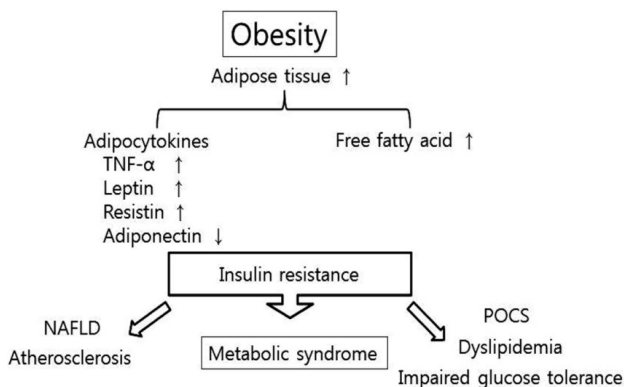 Obesity
Adipose tissue ↑
Adipocytokines
TNF-α ↑
Leptin ↑
Resistin ↑
Adiponectin ↓
Free fatty acid ↑
Insulin resistance
NAFLD
Atherosclerosis
Metabolic syndrome
POCS
Dyslipidemia
Impaired glucose tolerance